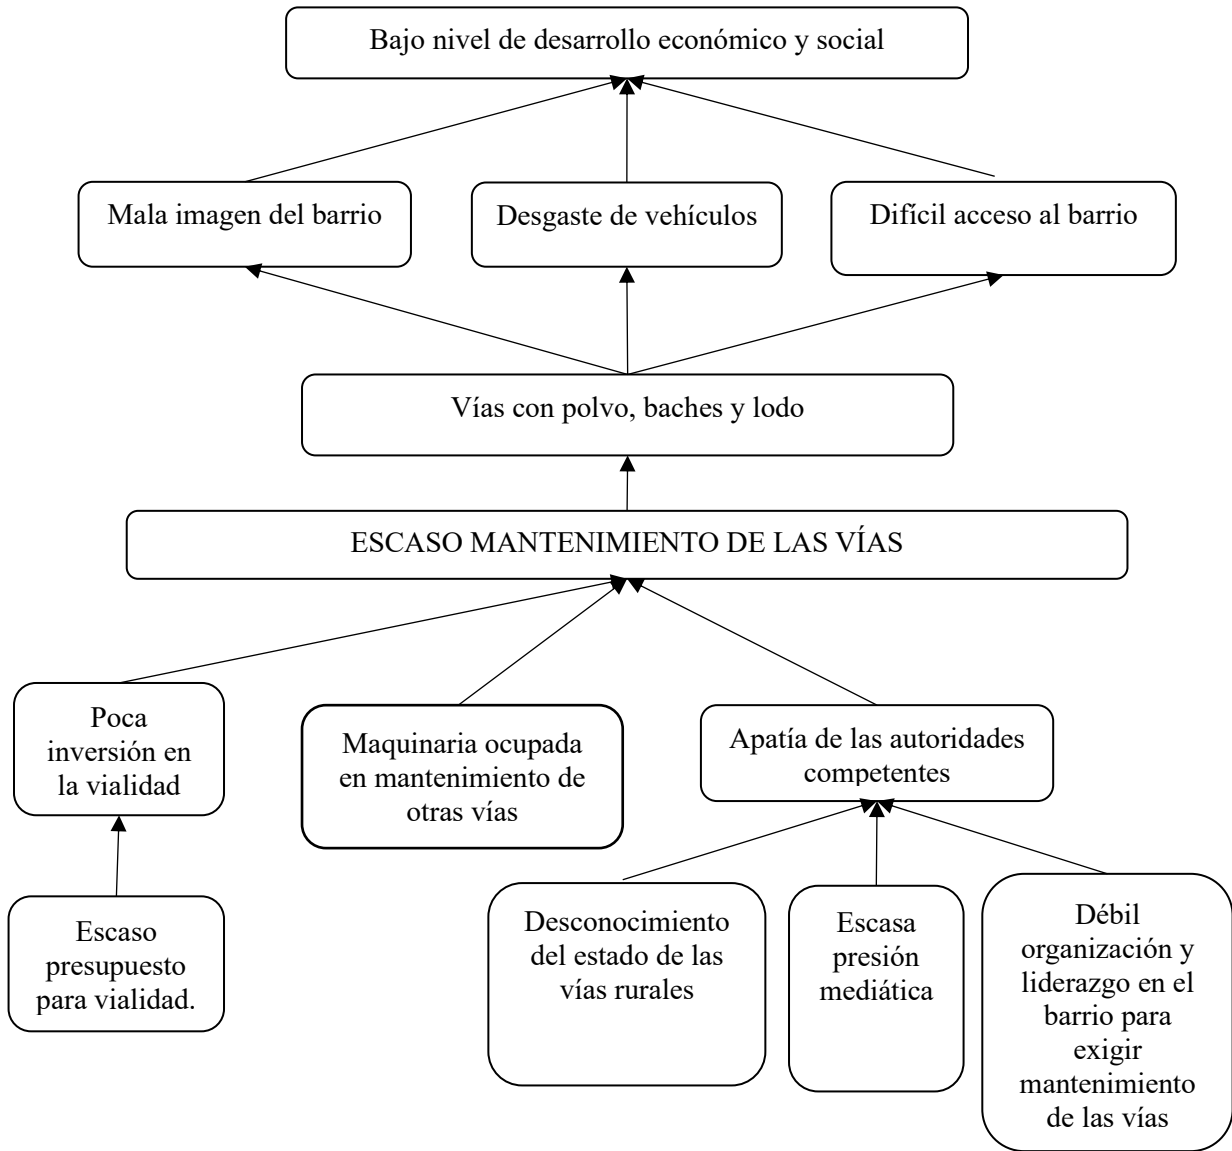 Bajo nivel de desarrollo económico y social
Mala imagen del barrio
Desgaste de vehículos
Difícil acceso al barrio
Vías con polvo, baches y lodo
ESCASO MANTENIMIENTO DE LAS VÍAS
Poca
inversión en
la vialidad
Maquinaria ocupada
en mantenimiento de
otras vías
Apatía de las autoridades
competentes
Escaso
presupuesto
para vialidad.
Desconocimiento
del estado de las
vías rurales
Escasa
presión
mediática
Débil
organización y
liderazgo en el
barrio para
exigir
mantenimiento
de las vías